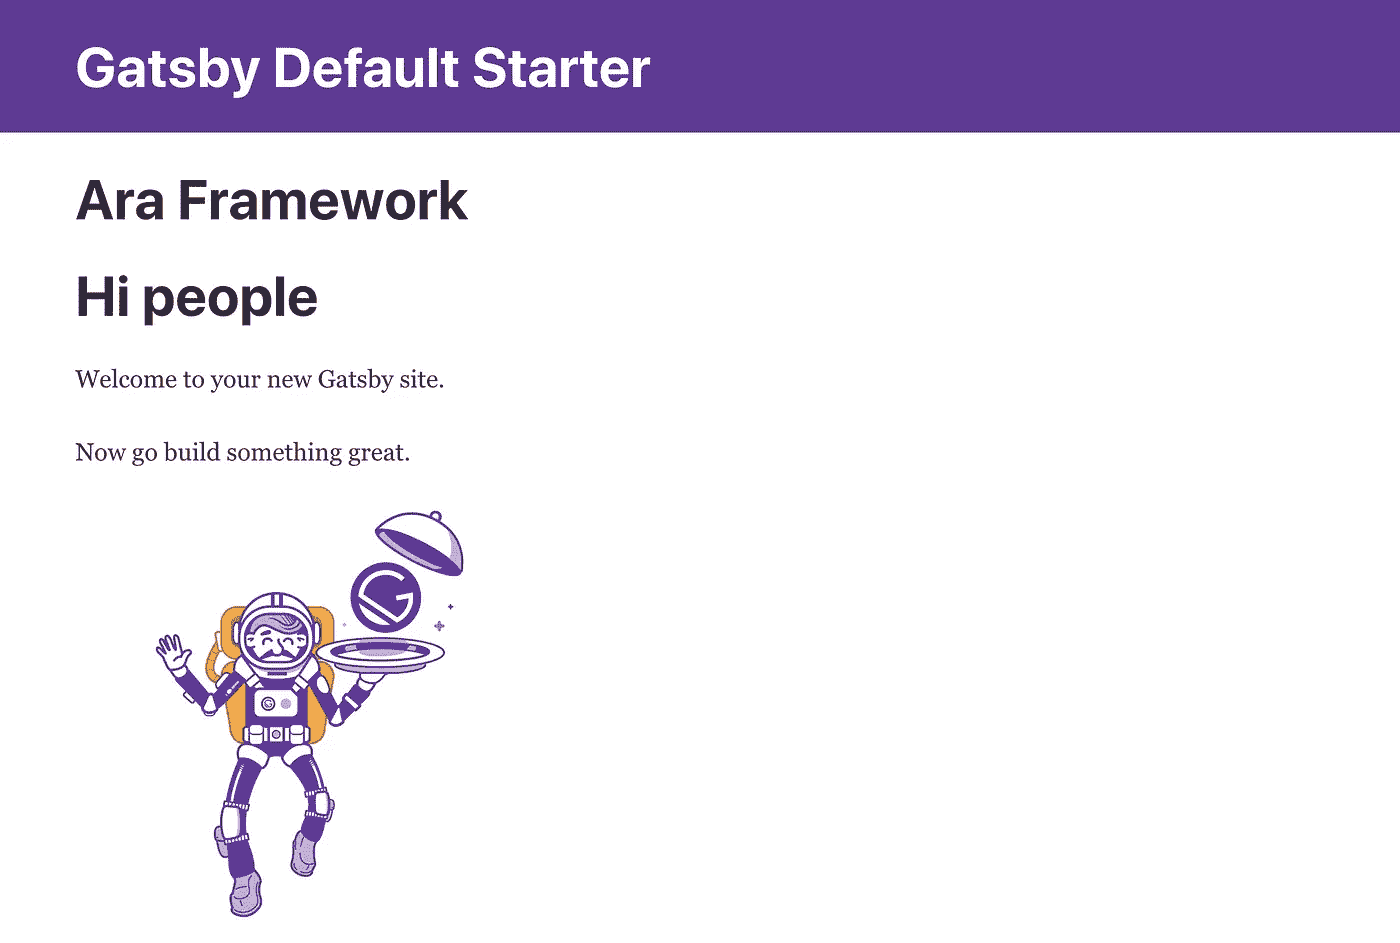 Gatsby Default Starter
Ara Framework
Hi people
Welcome to your new Gatsby site.
Now go build something great.